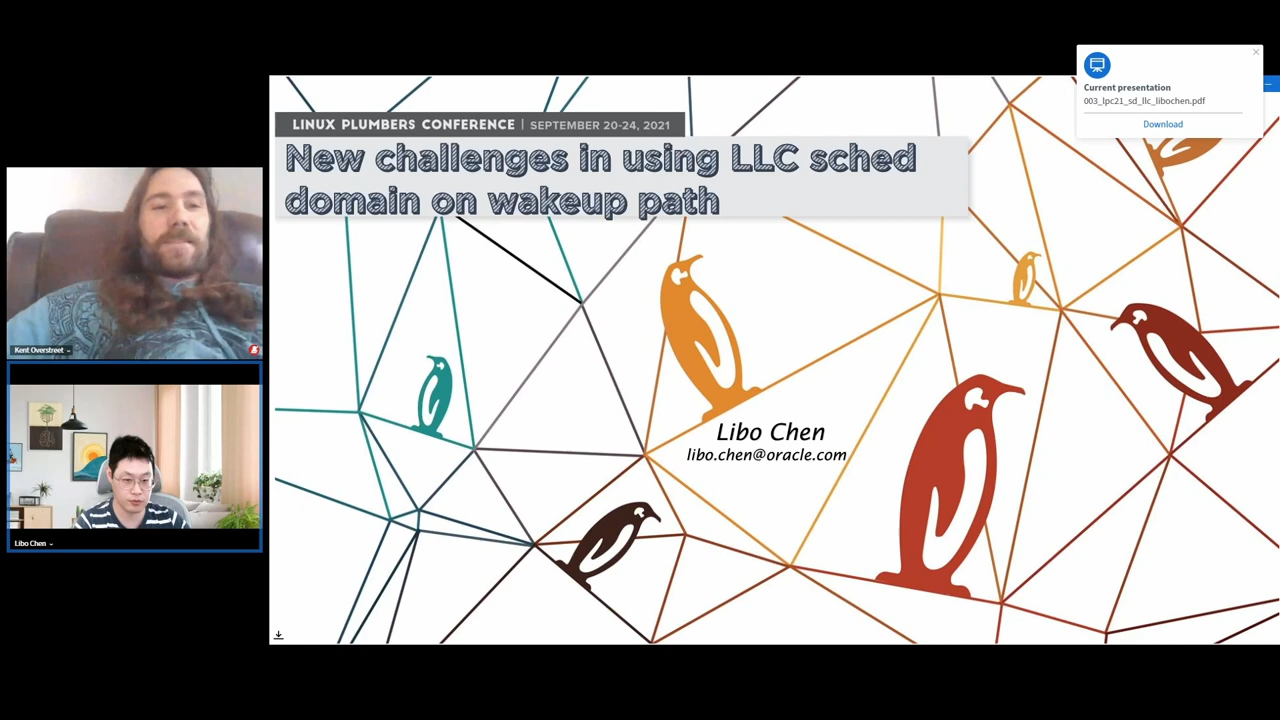 Current presentation
003_lpc21_sd_llc_libochen.pdf
Download
LINUX PLUMBERS CONFERENCE | SEPTEMBER 20-24, 2021
New challenges in using LLC sched
domain on wakeup path
Libo Chen
libo.chen@oracle.com
Kent Overstreet
Libo Chen